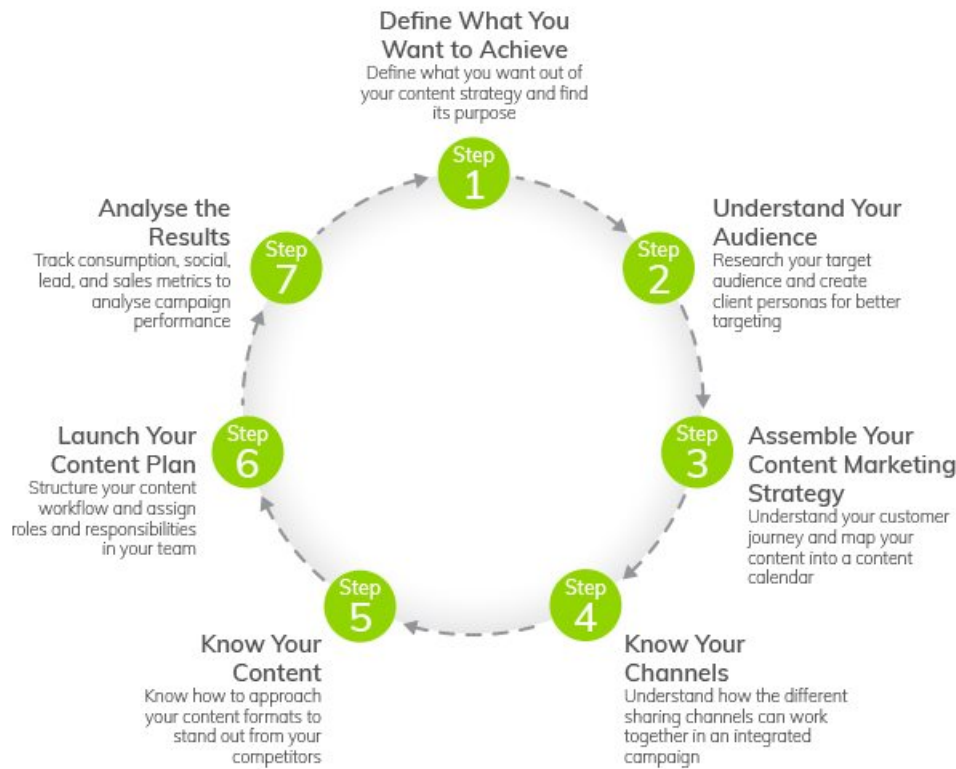 Define What You
Want to Achieve
Define what you want out of
your content strategy and find
its purpose
Step
1
Understand Your
Audience
Research your target
audience and create
client personas for better
targeting
Step
2
Assemble Your
Content Marketing
Strategy
Understand your customer
journey and map your
content into a content
calendar
Step
3
Know Your
Channels
Understand how the different
sharing channels can work
together in an integrated
campaign
Step
4
Know Your
Content
Know how to approach
your content formats to
stand out from your
competitors
Step
5
Launch Your
Content Plan
Structure your content
workflow and assign
roles and responsibilities
in your team
Step
6
Analyse the
Results
Track consumption, social,
lead, and sales metrics to
analyse campaign
performance
Step
7